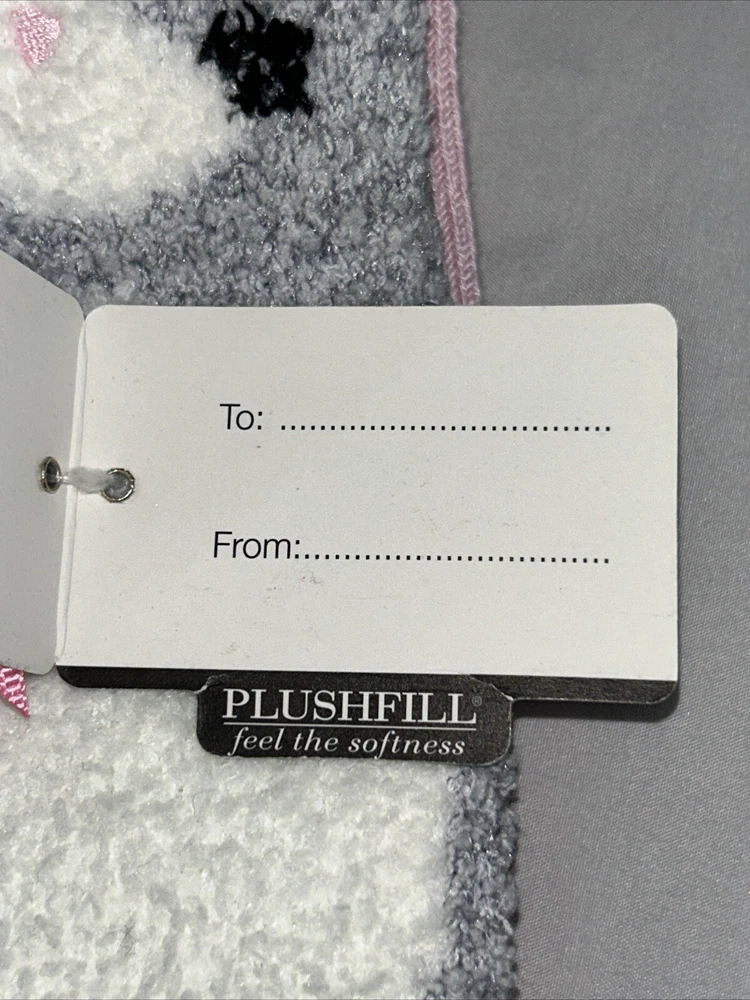 To: .................................
From:...............................
PLUSHFILL®
feel the softness